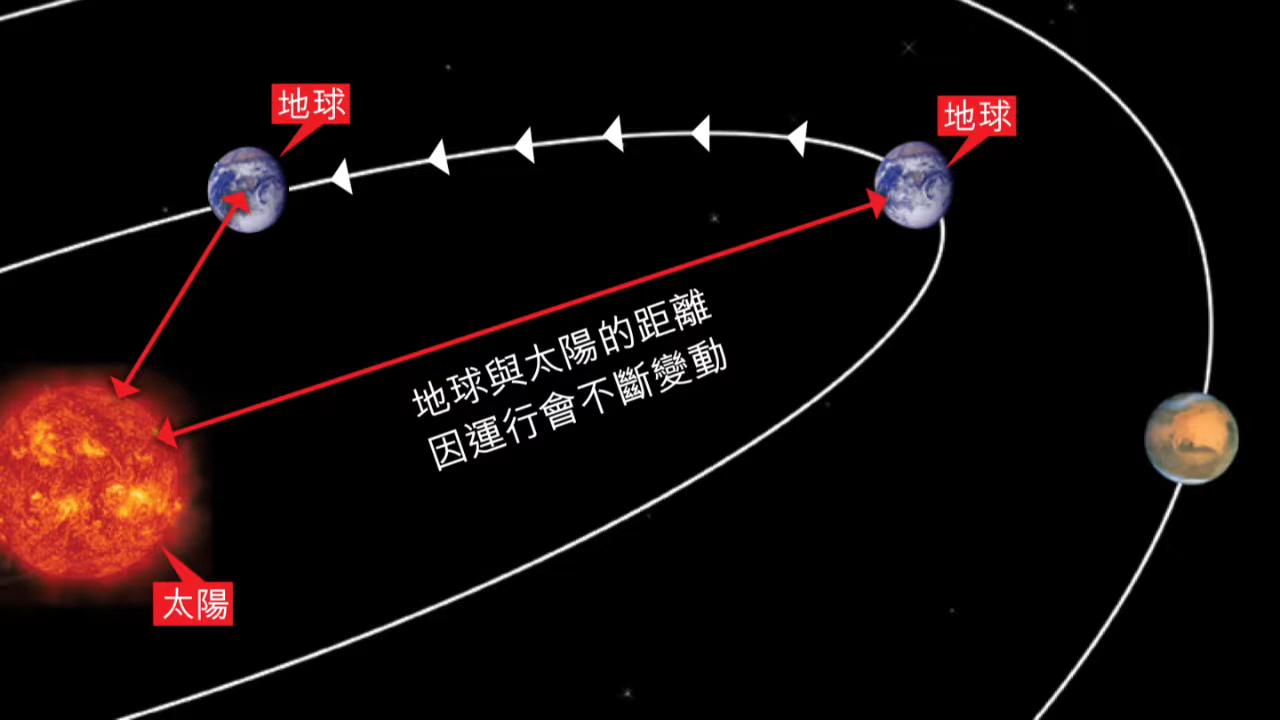 地球
地球
地球與太陽的距離
因運行會不斷變動
太陽